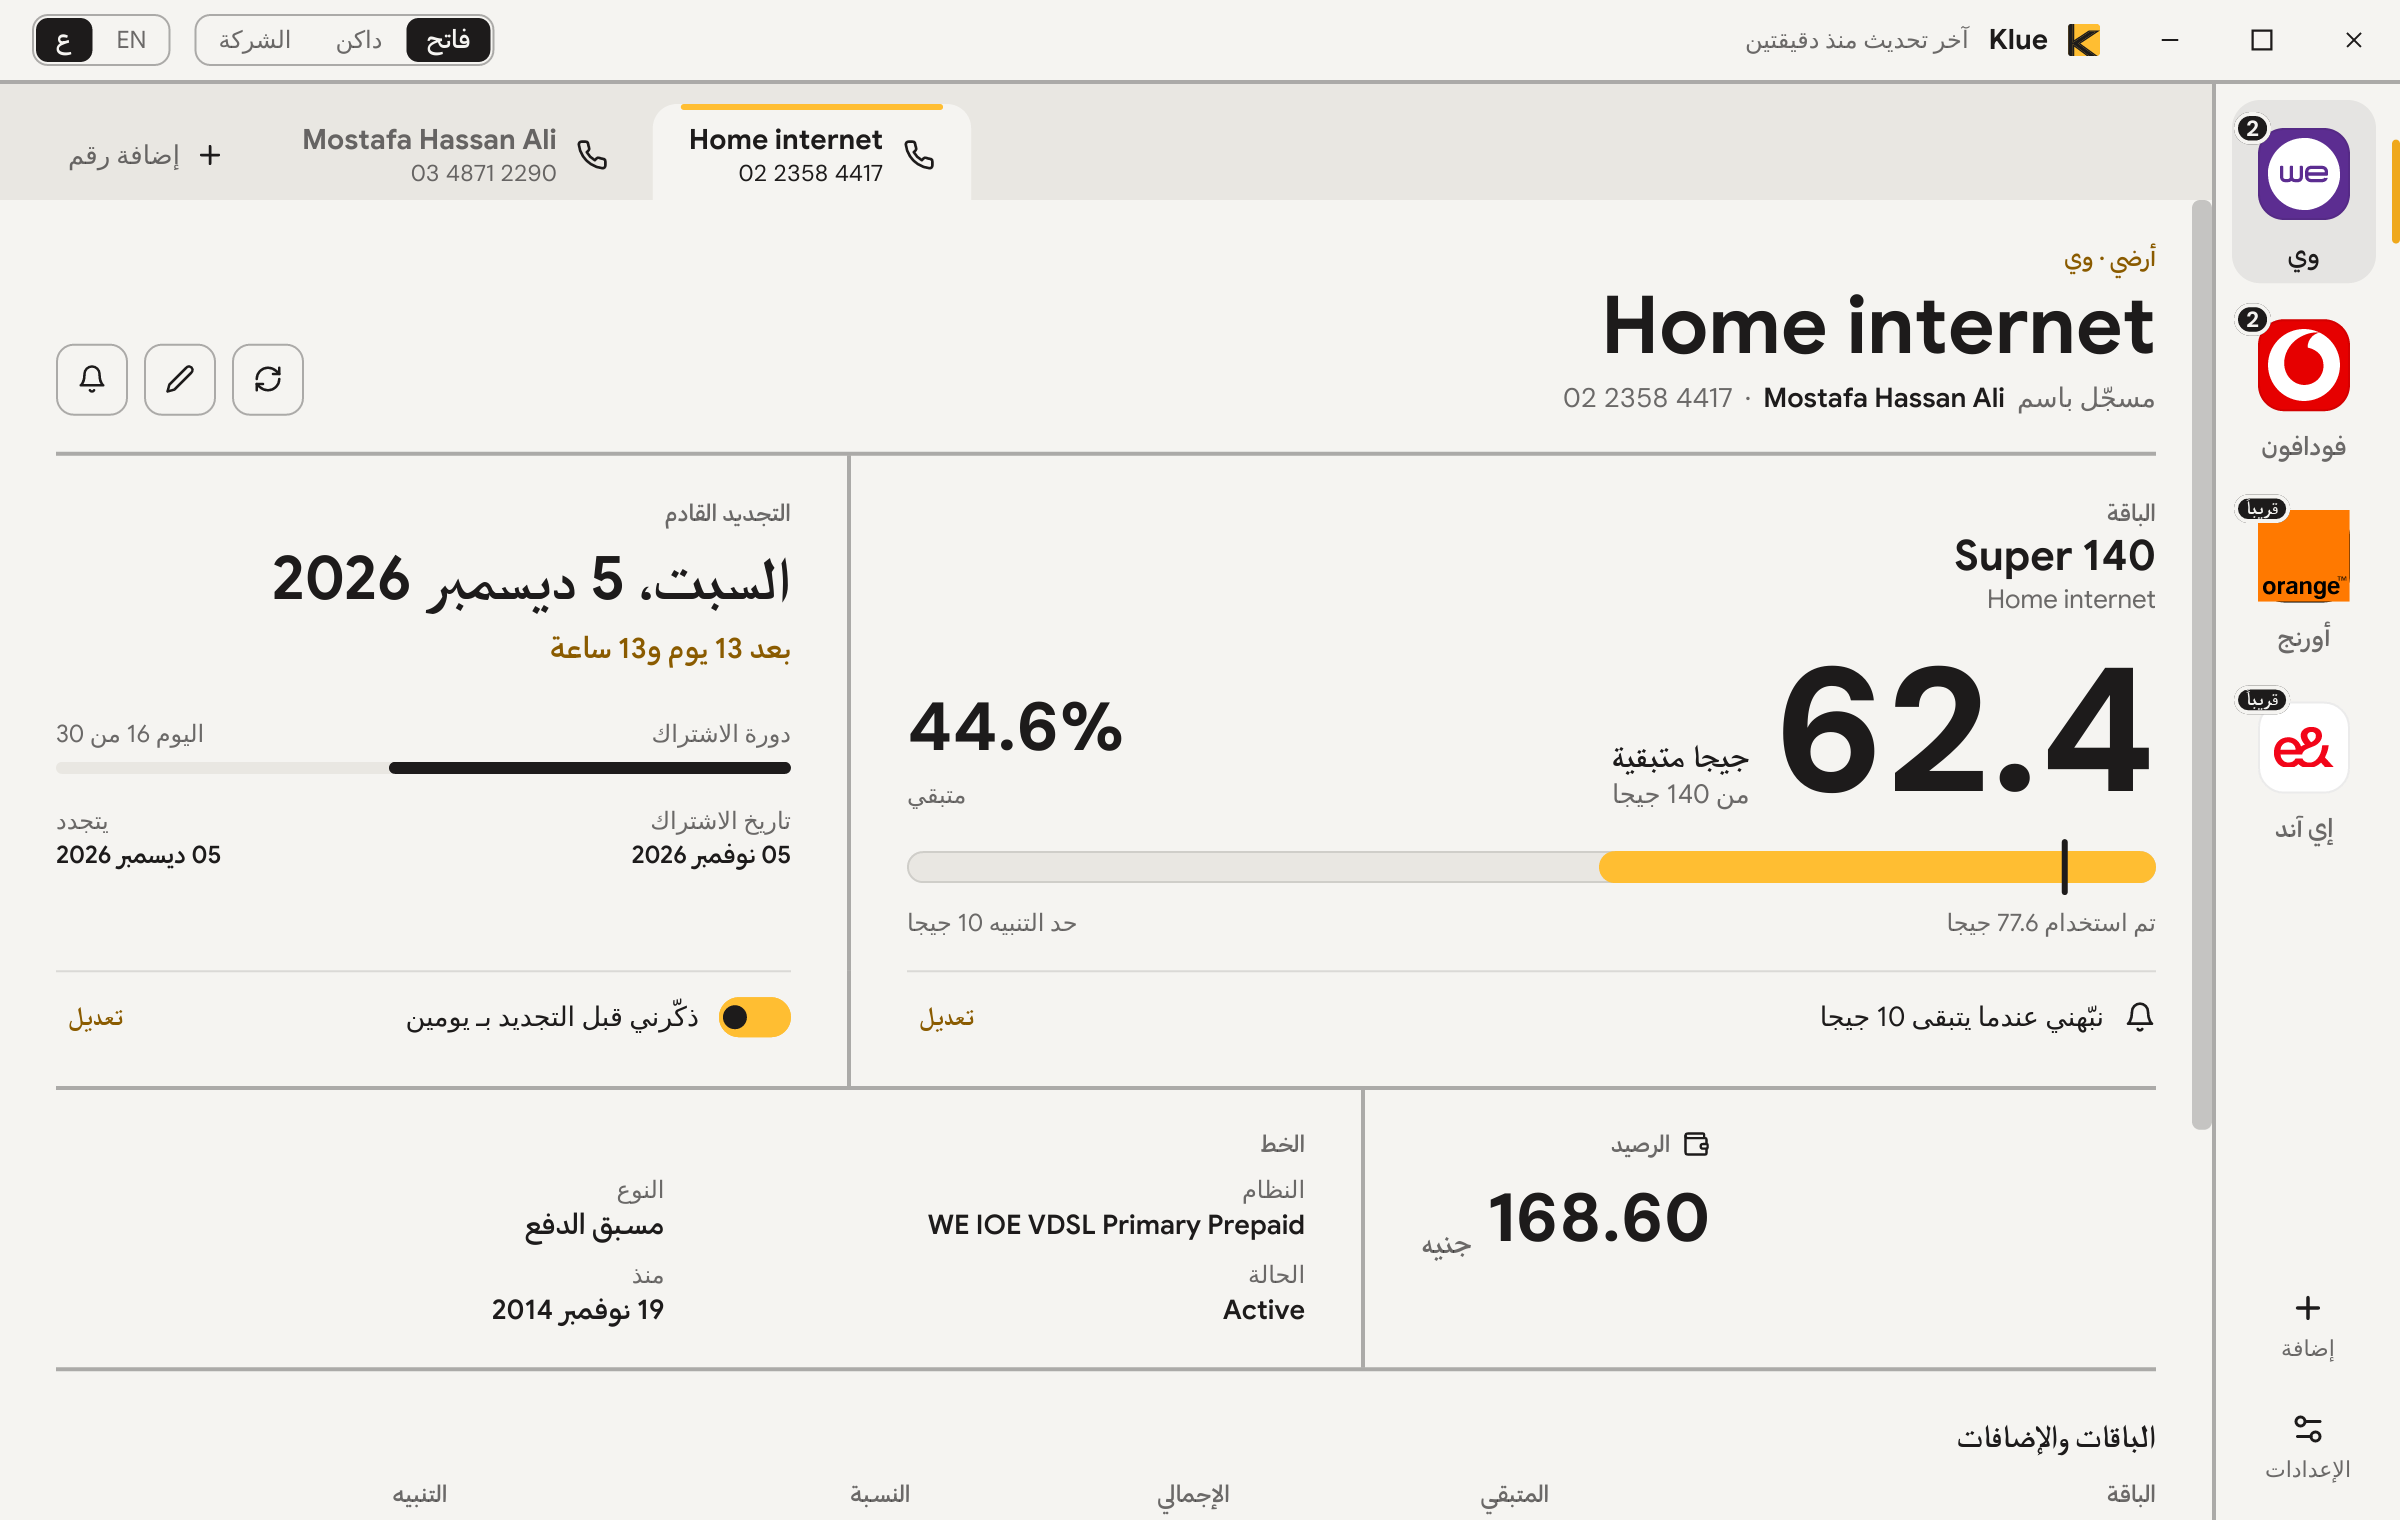 Klue آخر تحديث منذ دقيقتين
فاتح داكن الشركة
EN ع
Home internet
02 2358 4417
Mostafa Hassan Ali
03 4871 2290
إضافة رقم
2
we
وي
2
فودافون
قريباً
orange™
أورنج
قريباً
e&
إي آند
إضافة
الإعدادات
أرضي · وي
Home internet
مسجّل باسم Mostafa Hassan Ali · 02 2358 4417
الباقة
Super 140
Home internet
62.4
جيجا متبقية
من 140 جيجا
44.6%
متبقي
تم استخدام 77.6 جيجا
حد التنبيه 10 جيجا
نبّهني عندما يتبقى 10 جيجا
تعديل
التجديد القادم
السبت، 5 ديسمبر 2026
بعد 13 يوم و13 ساعة
دورة الاشتراك
اليوم 16 من 30
تاريخ الاشتراك
05 نوفمبر 2026
يتجدد
05 ديسمبر 2026
ذكّرني قبل التجديد بـ يومين
تعديل
الرصيد
168.60 جنيه
الخط
النظام
WE IOE VDSL Primary Prepaid
النوع
مسبق الدفع
الحالة
Active
منذ
19 نوفمبر 2014
الباقات والإضافات
الباقة المتبقي الإجمالي النسبة التنبيه